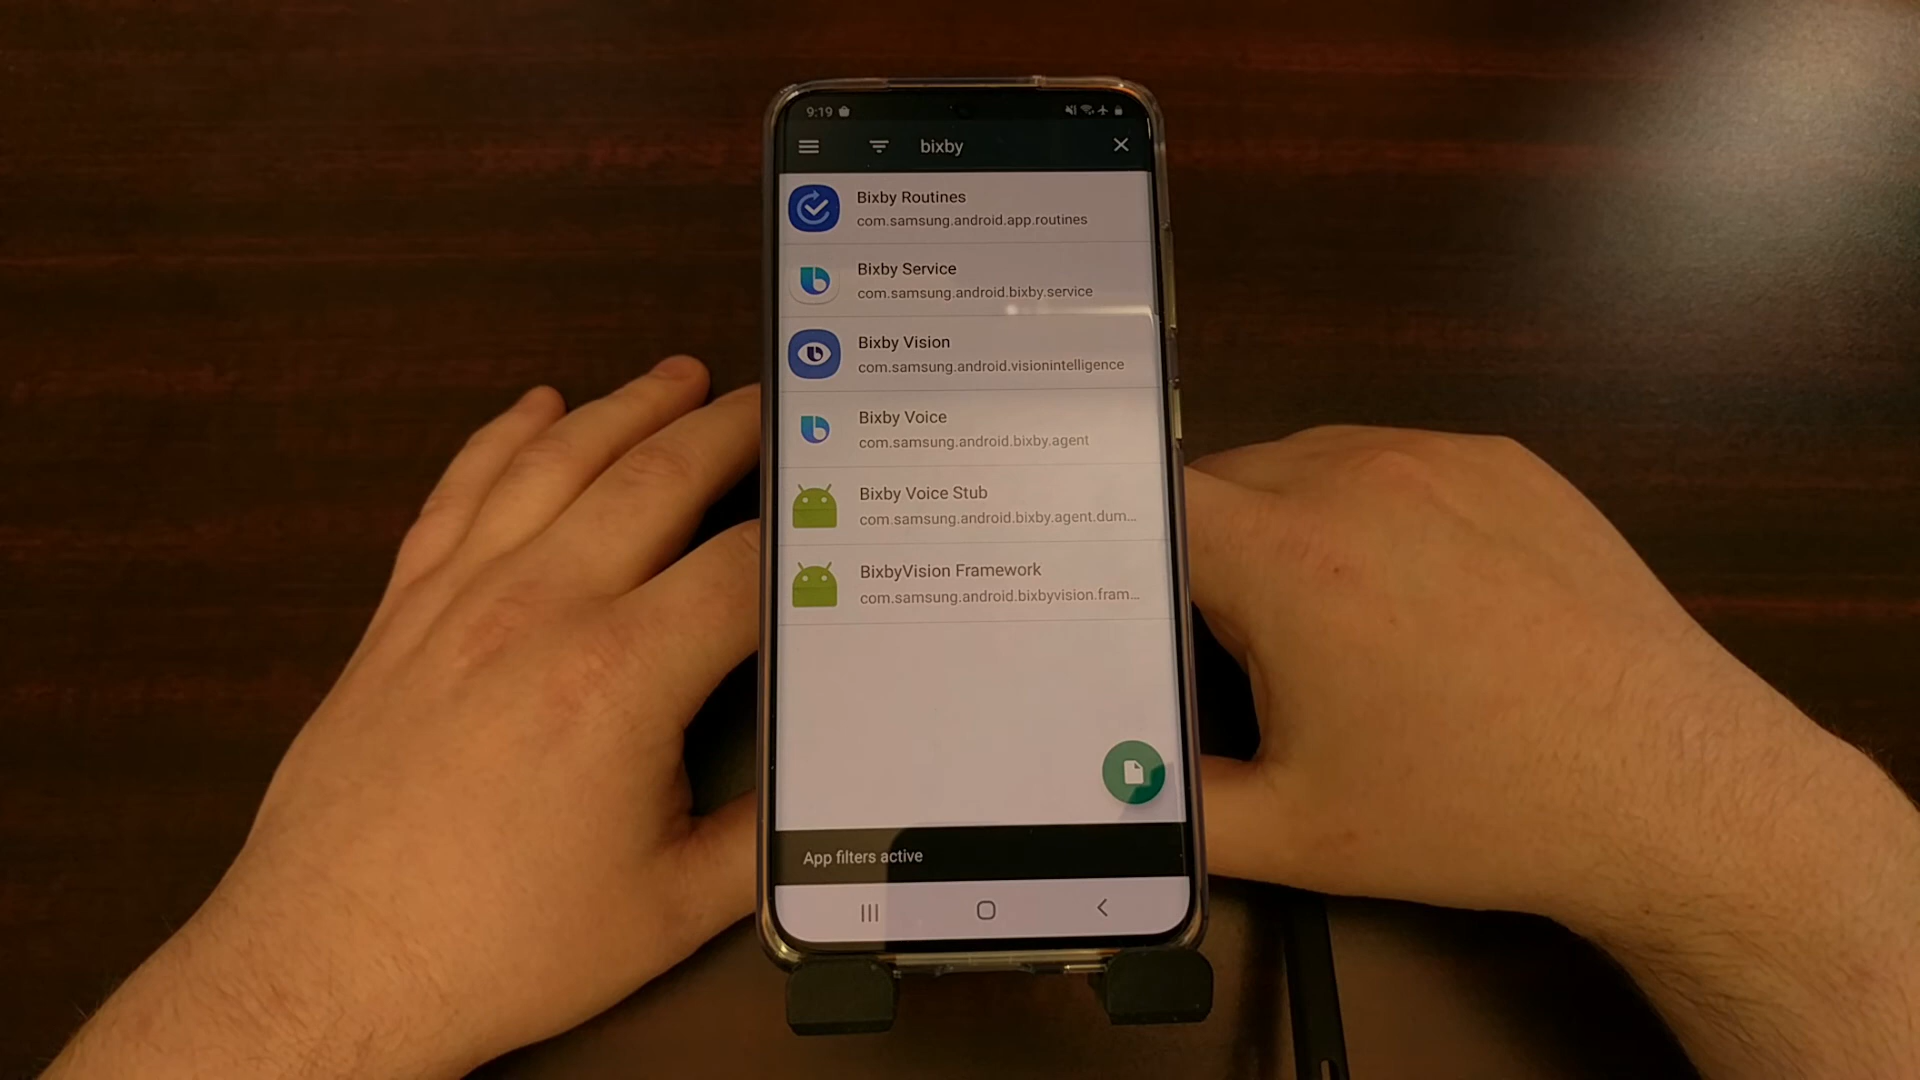 9:19
bixby
Bixby Routines
com.samsung.android.app.routines
Bixby Service
com.samsung.android.bixby.service
Bixby Vision
com.samsung.android.visionintelligence
Bixby Voice
com.samsung.android.bixby.agent
Bixby Voice Stub
com.samsung.android.bixby.agent.dum...
BixbyVision Framework
com.samsung.android.bixbyvision.fram...
App filters active